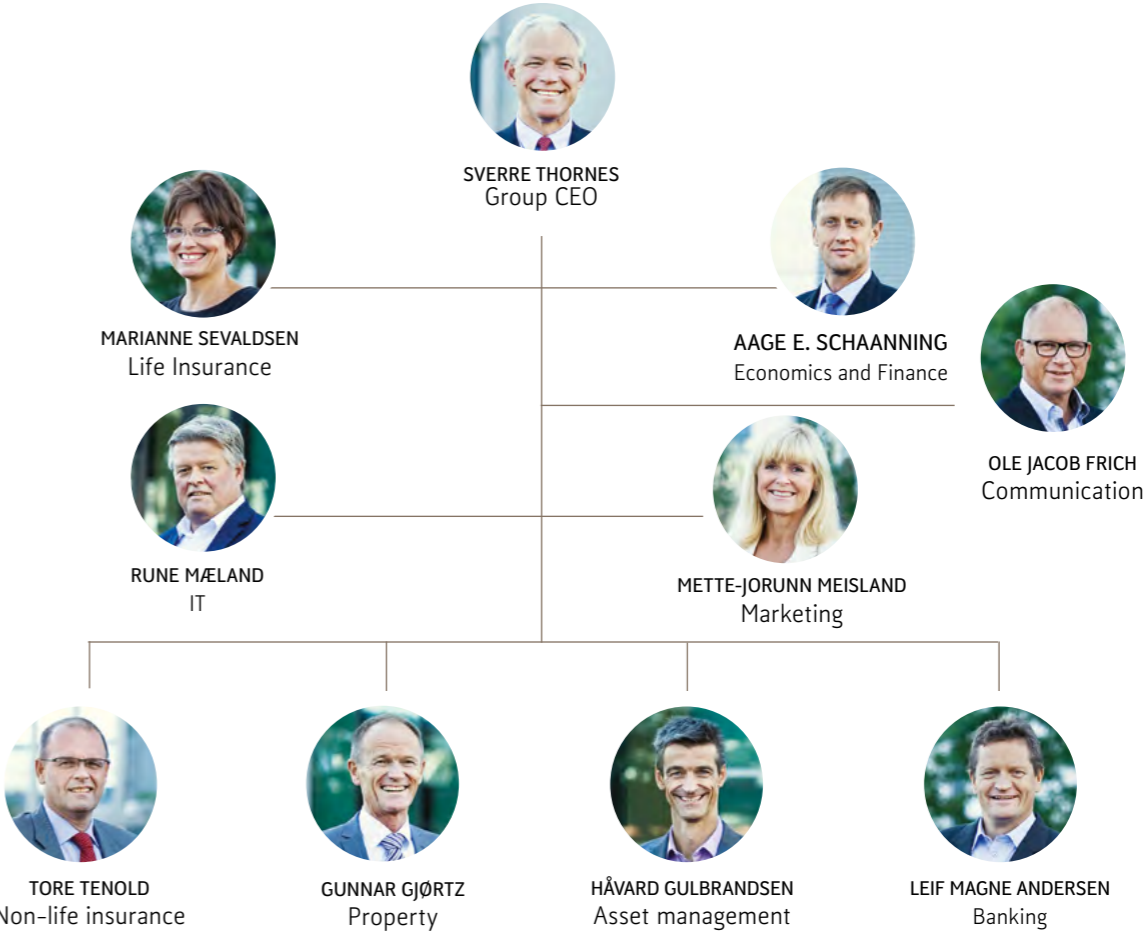 SVERRE THORNES
Group CEO
MARIANNE SEVALDSEN
Life Insurance
AAGE E. SCHAANNING
Economics and Finance
OLE JACOB FRICH
Communication
RUNE MÆLAND
IT
METTE-JORUNN MEISLAND
Marketing
TORE TENOLD
Non-life insurance
GUNNAR GJØRTZ
Property
HÅVARD GULBRANDSEN
Asset management
LEIF MAGNE ANDERSEN
Banking